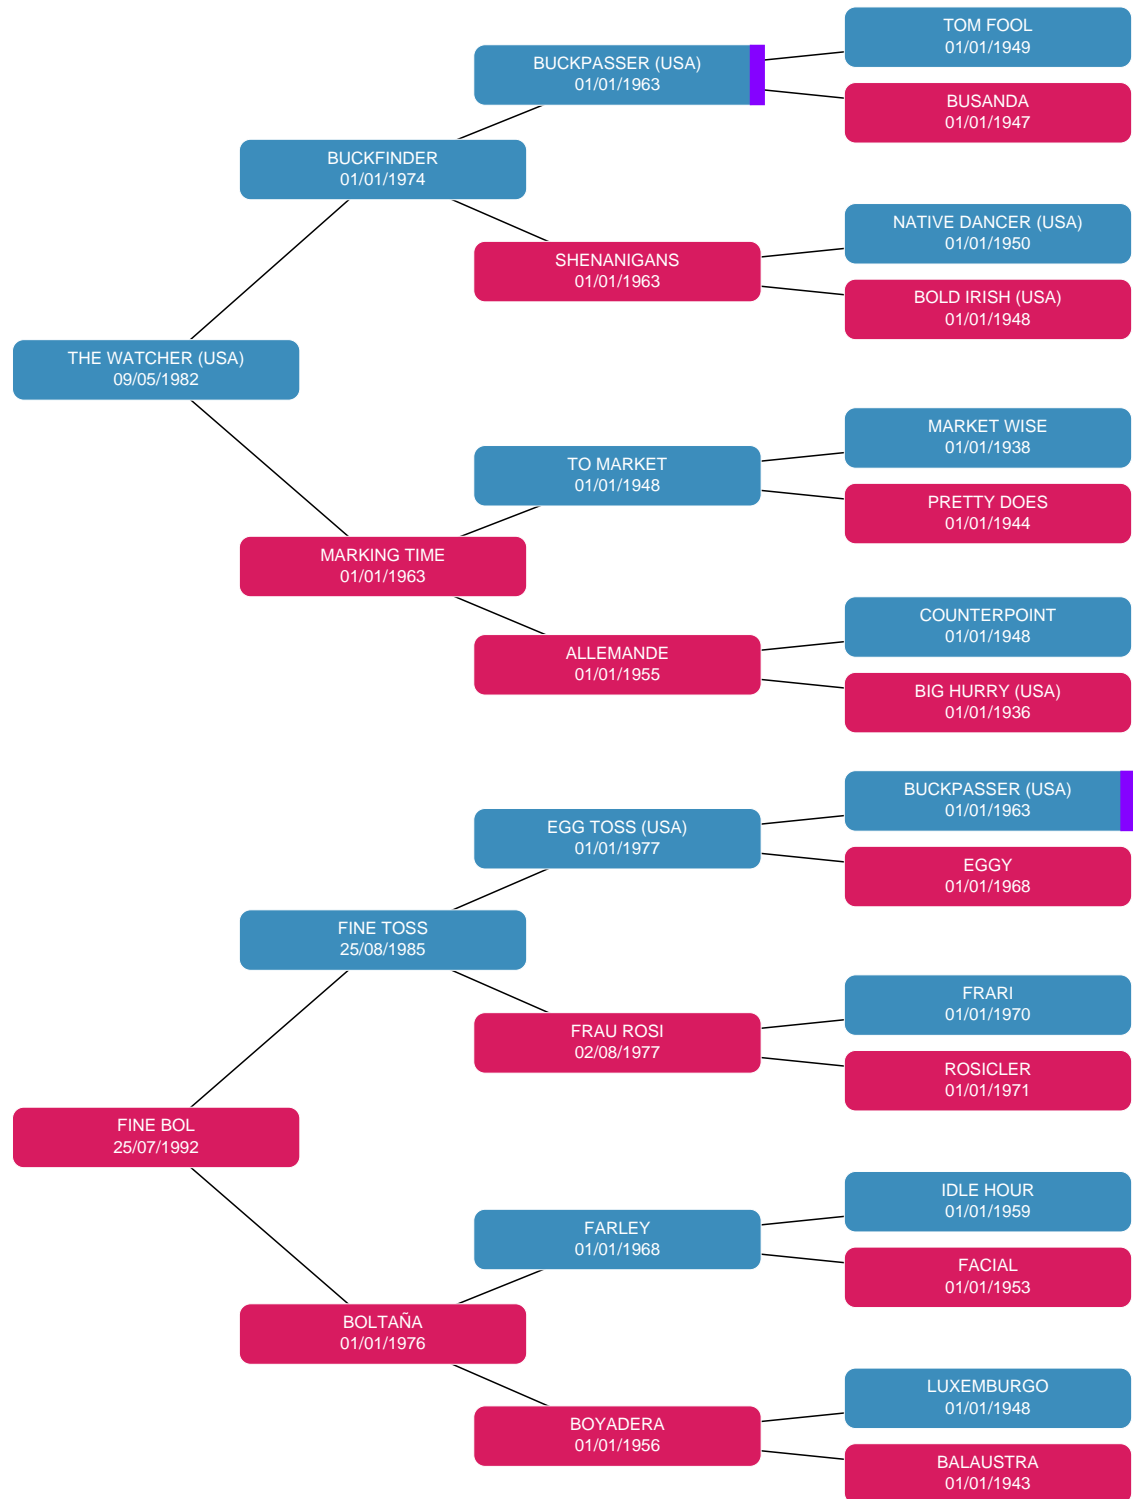 TOM FOOL
01/01/1949
BUCKPASSER (USA)
01/01/1963
BUSANDA
01/01/1947
BUCKFINDER
01/01/1974
NATIVE DANCER (USA)
01/01/1950
SHENANIGANS
01/01/1963
BOLD IRISH (USA)
01/01/1948
THE WATCHER (USA)
09/05/1982
MARKET WISE
01/01/1938
TO MARKET
01/01/1948
PRETTY DOES
01/01/1944
MARKING TIME
01/01/1963
COUNTERPOINT
01/01/1948
ALLEMANDE
01/01/1955
BIG HURRY (USA)
01/01/1936
BUCKPASSER (USA)
01/01/1963
EGG TOSS (USA)
01/01/1977
EGGY
01/01/1968
FINE TOSS
25/08/1985
FRARI
01/01/1970
FRAU ROSI
02/08/1977
ROSICLER
01/01/1971
FINE BOL
25/07/1992
IDLE HOUR
01/01/1959
FARLEY
01/01/1968
FACIAL
01/01/1953
BOLTAÑA
01/01/1976
LUXEMBURGO
01/01/1948
BOYADERA
01/01/1956
BALAUSTRA
01/01/1943